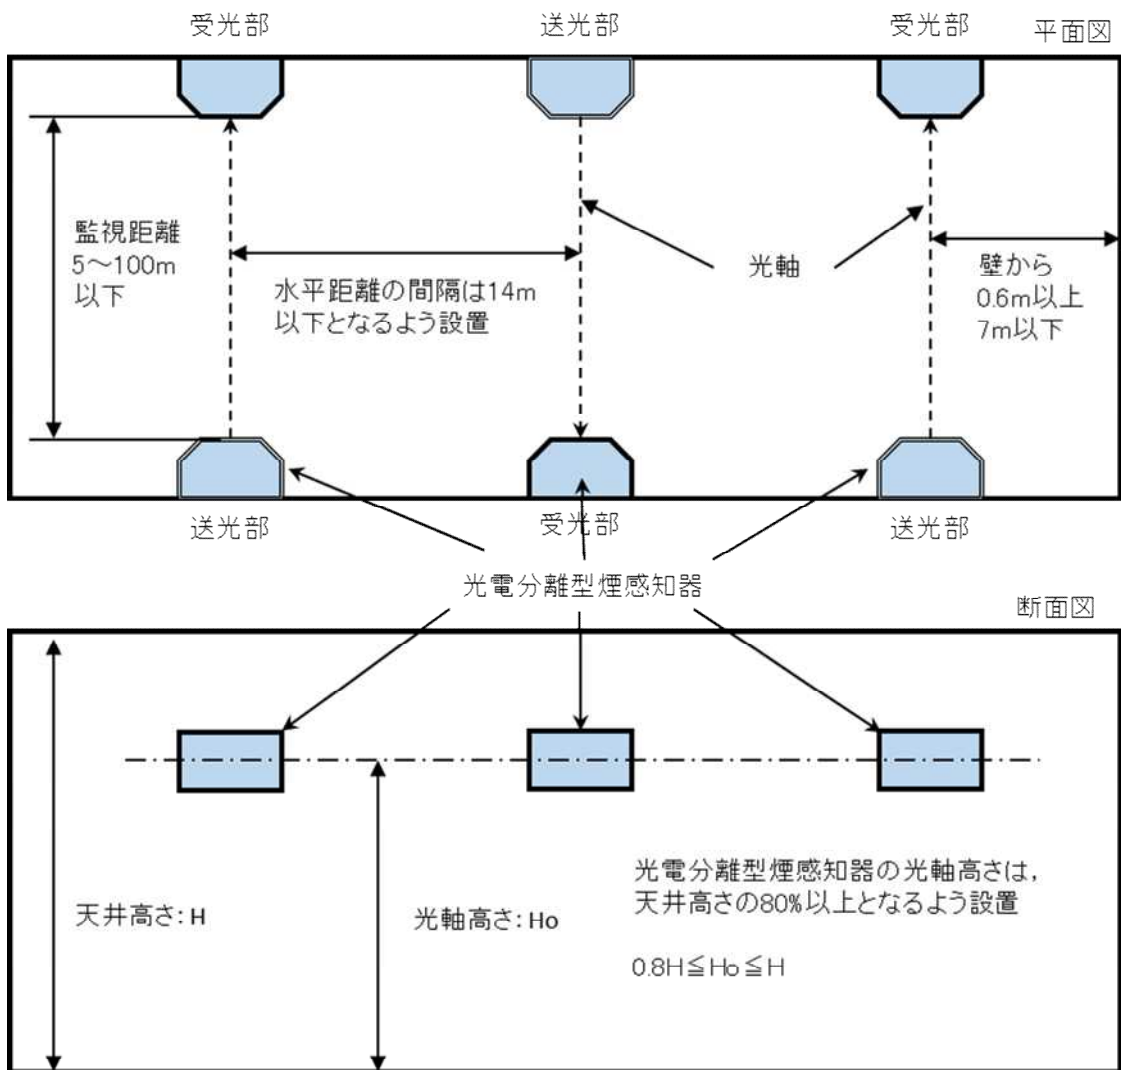 受光部
送光部
受光部
平面図
監視距離
5～100m
以下
水平距離の間隔は14m
以下となるよう設置
光軸
壁から
0.6m以上
7m以下
送光部
受光部
送光部
光電分離型煙感知器
断面図
天井高さ：H
光軸高さ：Ho
光電分離型煙感知器の光軸高さは，
天井高さの80%以上となるよう設置
0.8H≦Ho≦H